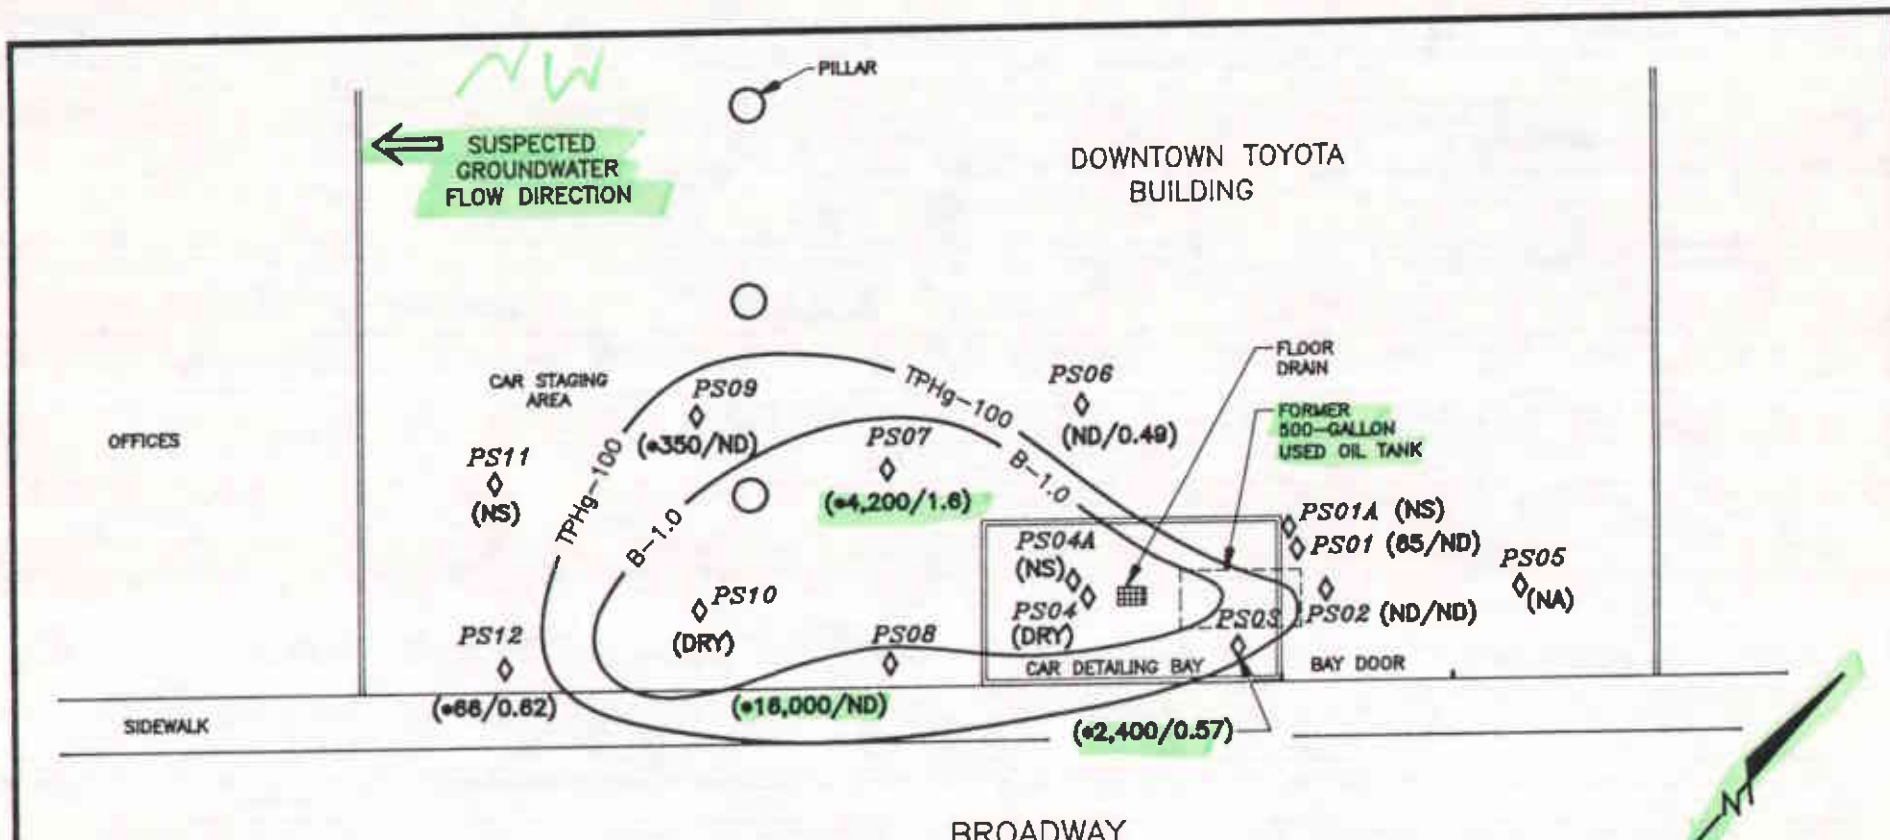 NW
PILLAR
SUSPECTED
GROUNDWATER
FLOW DIRECTION
DOWNTOWN TOYOTA
BUILDING
FLOOR
DRAIN
CAR STAGING
AREA
PS09
(*350/ND)
TPHg-100
PS06
(ND/0.49)
FORMER
500-GALLON
USED OIL TANK
OFFICES
PS11
(NS)
TPHg-100
B-1.0
PS07
(*4,200/1.6)
B-1.0
PS01A (NS)
PS01 (65/ND)
PS05
(NA)
PS04A
(NS)
PS04
(DRY)
PS10
(DRY)
PS03
PS02 (ND/ND)
PS12
(*66/0.62)
PS08
(*16,000/ND)
CAR DETAILING BAY
BAY DOOR
SIDEWALK
(*2,400/0.57)
N
BROADWAY